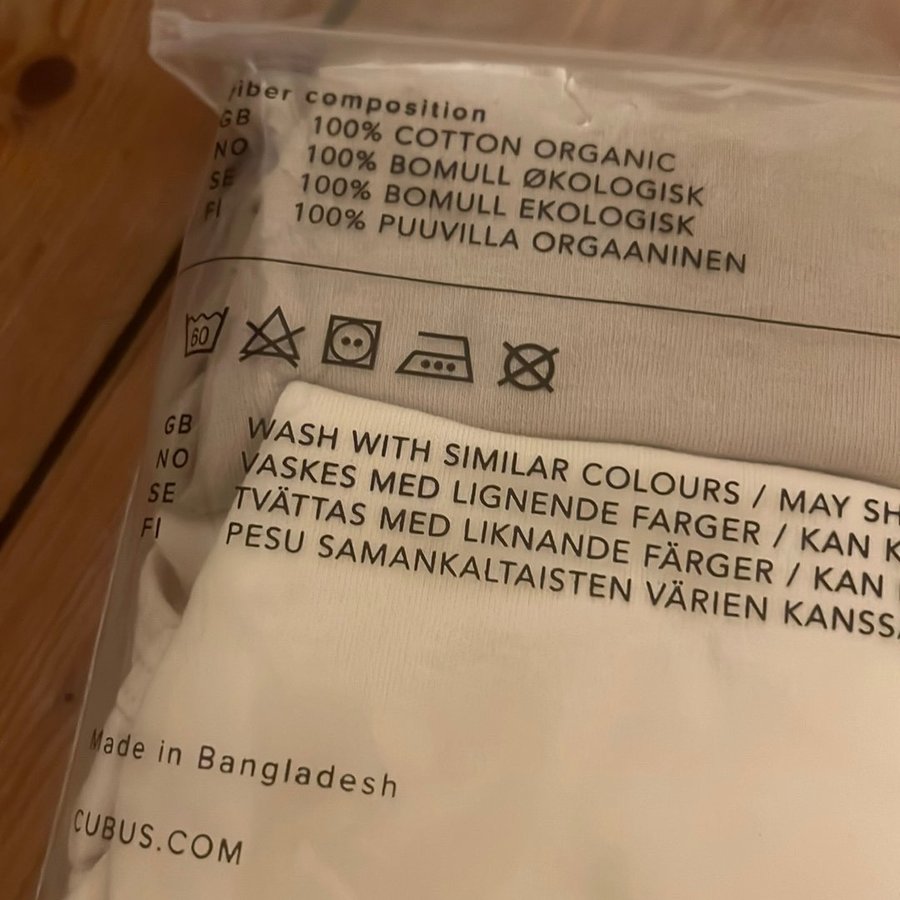 fiber composition
GB 100% COTTON ORGANIC
NO 100% BOMULL ØKOLOGISK
SE 100% BOMULL EKOLOGISK
FI 100% PUUVILLA ORGAANINEN
60
GB WASH WITH SIMILAR COLOURS / MAY SH
NO VASKES MED LIGNENDE FARGER / KAN K
SE TVÄTTAS MED LIKNANDE FÄRGER / KAN
FI PESU SAMANKALTAISTEN VÄRIEN KANSSA
Made in Bangladesh
CUBUS.COM